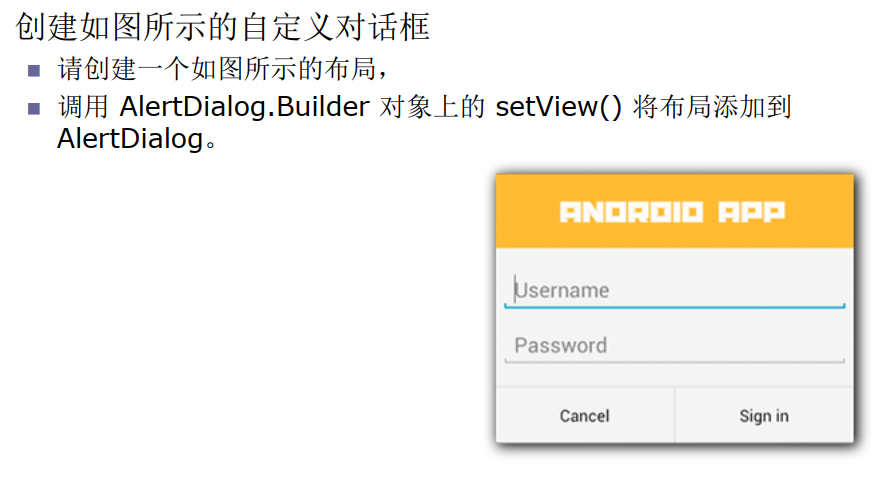 创建如图所示的自定义对话框
请创建一个如图所示的布局，
调用 AlertDialog.Builder 对象上的 setView() 将布局添加到
AlertDialog。
ANDROID APP
Username
Password
Cancel Sign in